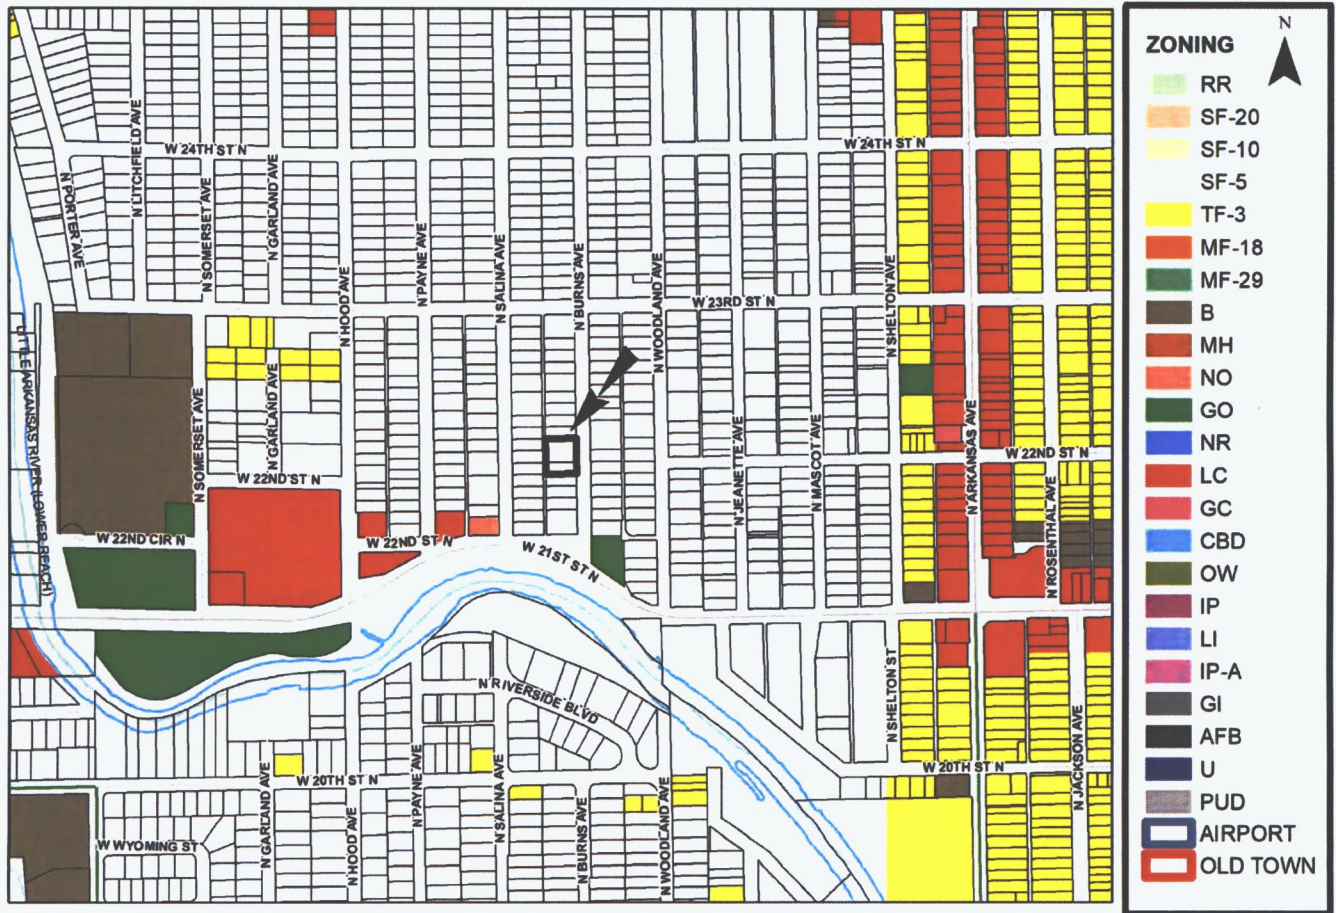 ZONING
N
RR
SF-20
SF-10
SF-5
TF-3
MF-18
MF-29
B
MH
NO
GO
NR
LC
GC
CBD
OW
IP
LI
IP-A
GI
AFB
U
PUD
AIRPORT
OLD TOWN
W 24TH ST N
W 24TH ST N
N LITCHFIELD AVE
N PORTER AVE
N SOMERSET AVE
N GARLAND AVE
N HOOD AVE
N PAYNE AVE
N SALINA AVE
N BURNS AVE
N WOODLAND AVE
W 23RD ST N
N SHELTON AVE
LITTLE ARKANSAS RIVER (LOWER REACH)
N SOMERSET AVE
N GARLAND AVE
N JEANETTE AVE
N MASCOT AVE
N ARKANSAS AVE
W 22ND ST N
W 22ND ST N
N ROSENTHAL AVE
W 22ND CIR N
W 22ND ST N
W 21ST ST N
N RIVERSIDE BLVD
N SHELTON ST
N JACKSON AVE
W 20TH ST N
W 20TH ST N
N GARLAND AVE
N HOOD AVE
N PAYNE AVE
N SALINA AVE
N BURNS AVE
N WOODLAND AVE
W WYOMING ST